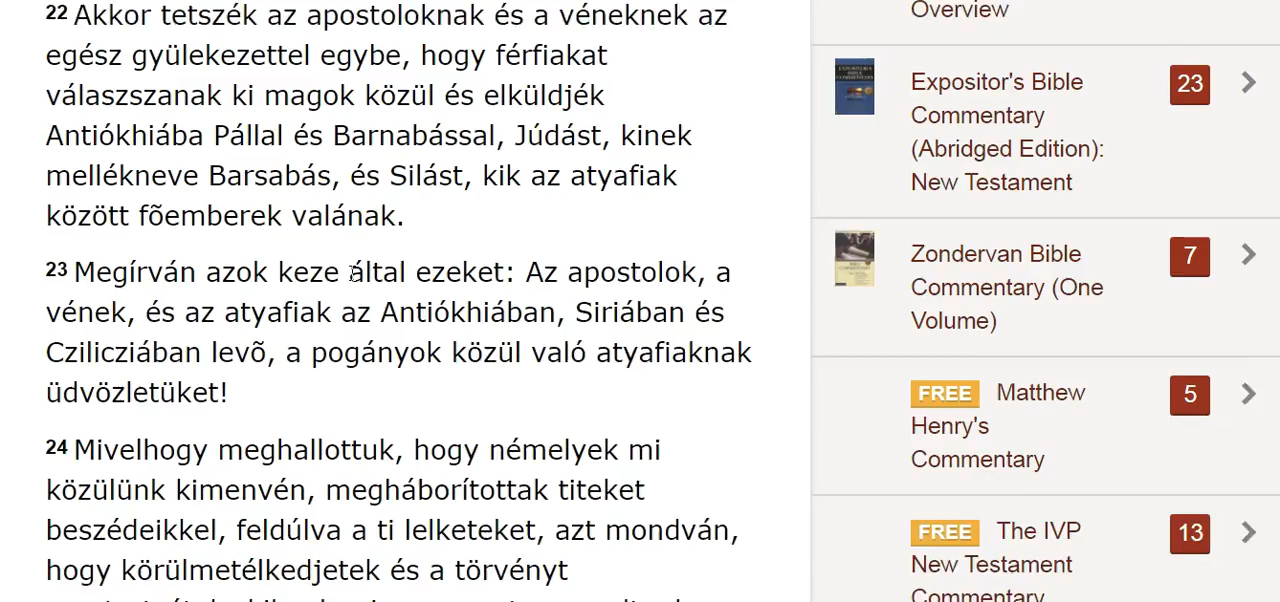 22 Akkor tetszék az apostoloknak és a véneknek az
egész gyülekezettel egybe, hogy férfiakat
válaszszanak ki magok közül és elküldjék
Antiókhiába Pállal és Barnabással, Júdást, kinek
mellékneve Barsabás, és Silást, kik az atyafiak
között fõemberek valának.
23 Megírván azok keze által ezeket: Az apostolok, a
vének, és az atyafiak az Antiókhiában, Siriában és
Cziliciziában levõ, a pogányok közül való atyafiaknak
üdvözletüket!
24 Mivelhogy meghallottuk, hogy némelyek mi
közülünk kimenvén, megháborítottak titeket
beszédeikkel, feldúlva a ti lelketeket, azt mondván,
hogy körülmetélkedjetek és a törvényt
Overview
Expositor's Bible 23
Commentary
(Abridged Edition):
New Testament
Zondervan Bible 7
Commentary (One
Volume)
FREE Matthew 5
Henry's
Commentary
FREE The IVP 13
New Testament
Commentary